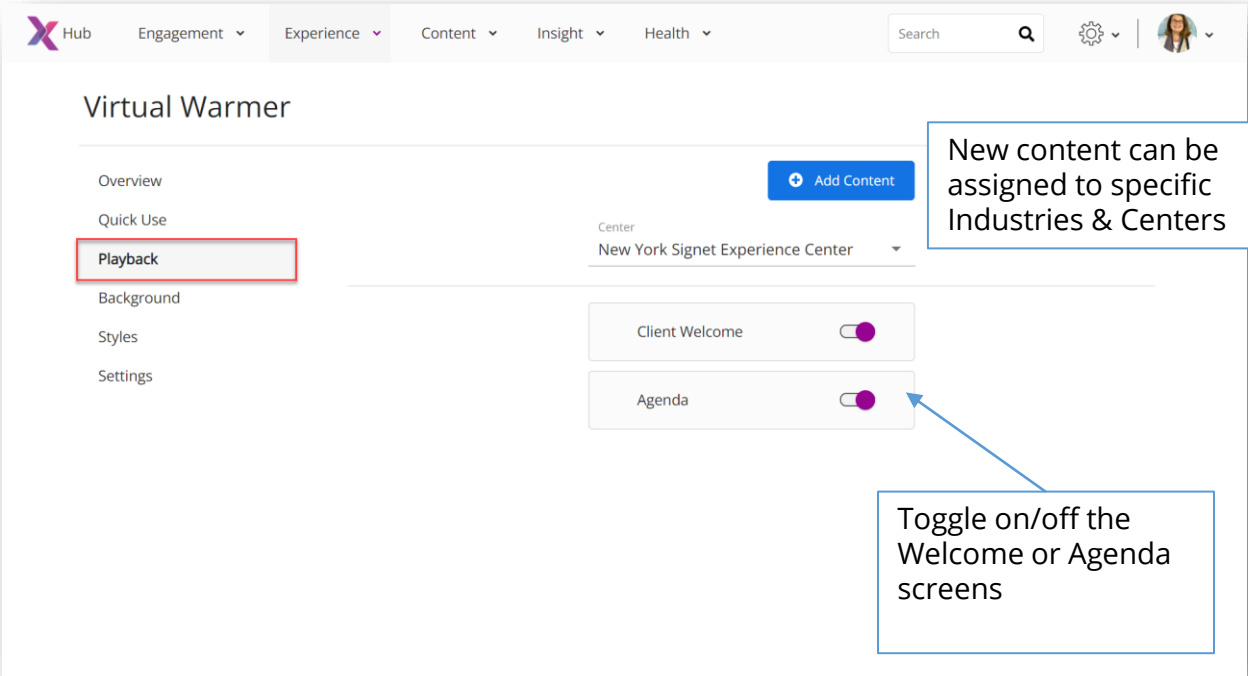 Hub Engagement Experience Content Insight Health Search
Virtual Warmer
New content can be
assigned to specific
Industries & Centers
Overview
Quick Use
Playback
Background
Styles
Settings
Add Content
Center
New York Signet Experience Center
Client Welcome
Agenda
Toggle on/off the
Welcome or Agenda
screens